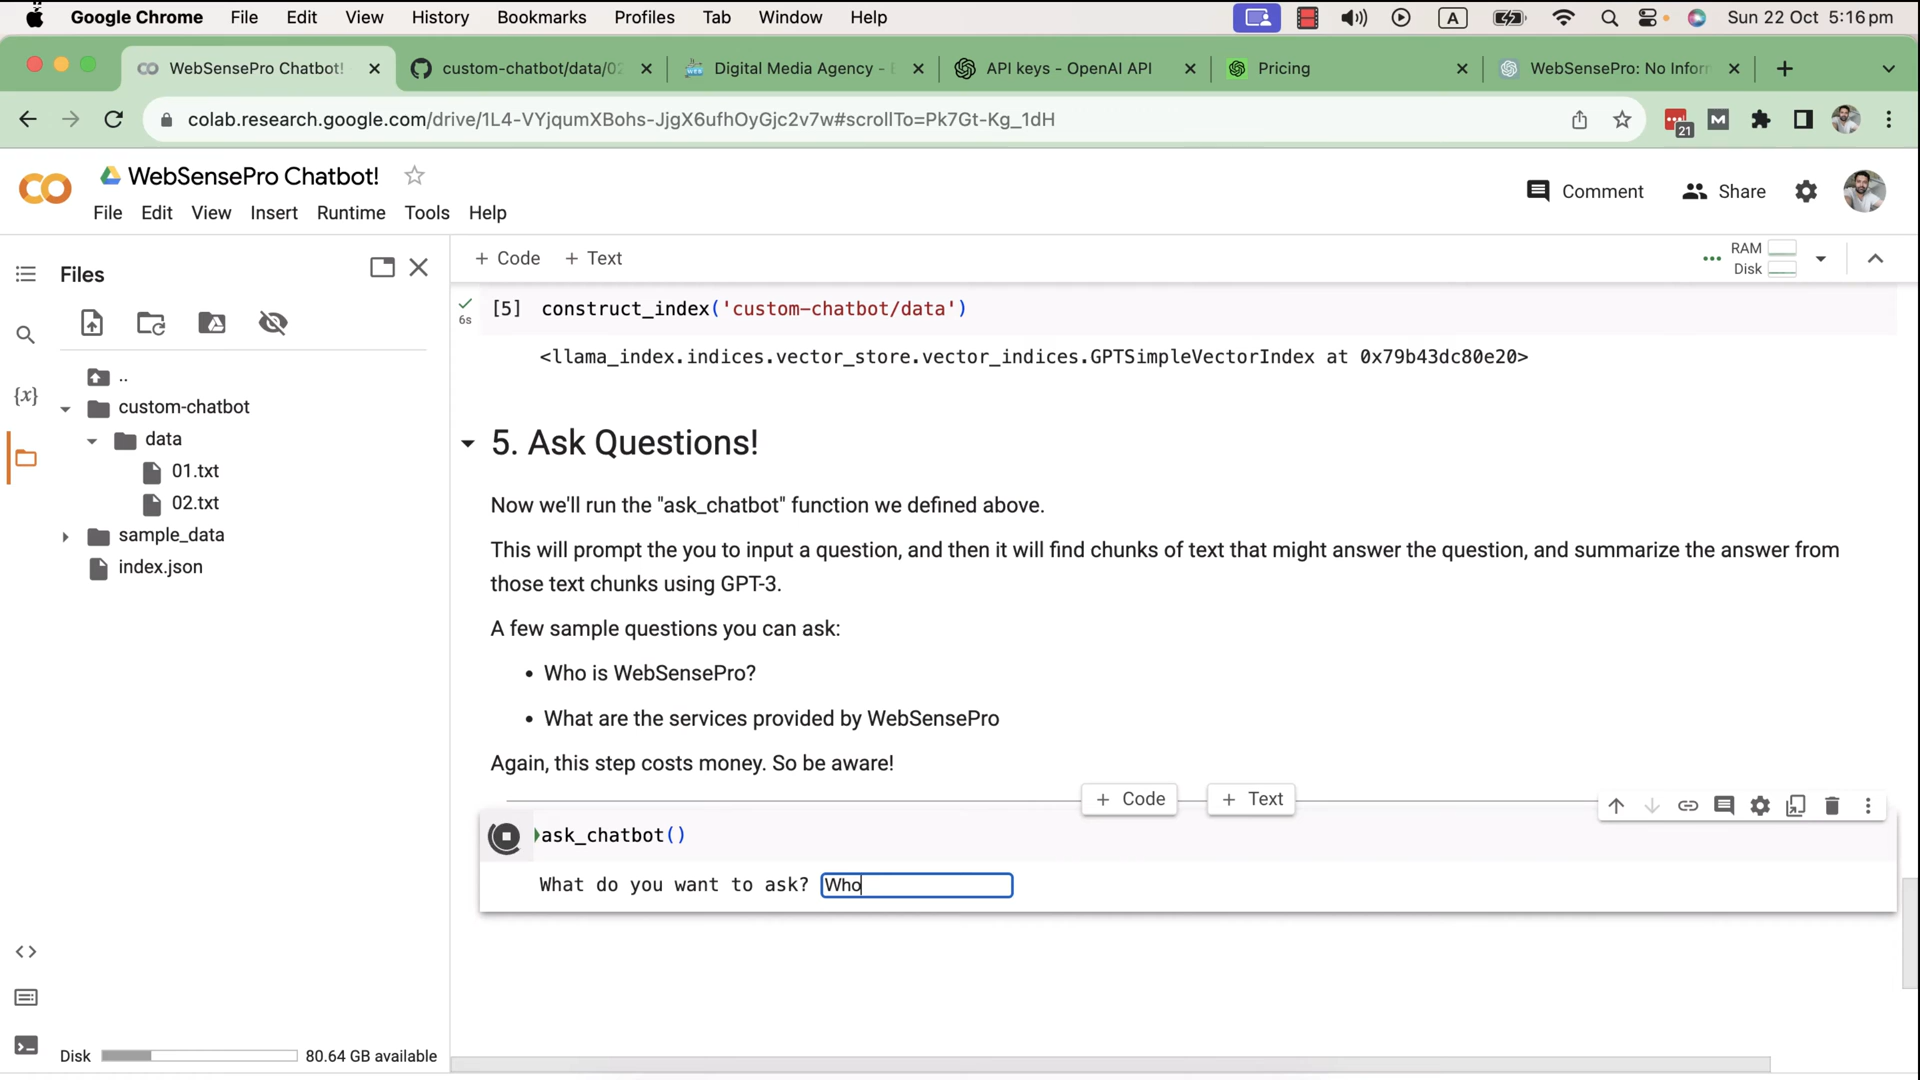 Google Chrome File Edit View History Bookmarks Profiles Tab Window Help A Sun 22 Oct 5:16 pm
WebSensePro Chatbot! custom-chatbot/data/02 Digital Media Agency - API keys - OpenAI API Pricing WebSensePro: No Infor
colab.research.google.com/drive/1L4-VYjqumXBohs-JjgX6ufhOyGjc2v7w#scrollTo=Pk7Gt-Kg_1dH 21 M
WebSensePro Chatbot!
Comment Share
File Edit View Insert Runtime Tools Help
Files
+ Code + Text
RAM
Disk
..
custom-chatbot
data
01.txt
02.txt
sample_data
index.json
{x}
6s
[5] construct_index('custom-chatbot/data')
<llama_index.indices.vector_store.vector_indices.GPTSimpleVectorIndex at 0x79b43dc80e20>
5. Ask Questions!
Now we'll run the "ask_chatbot" function we defined above.
This will prompt the you to input a question, and then it will find chunks of text that might answer the question, and summarize the answer from
those text chunks using GPT-3.
A few sample questions you can ask:
• Who is WebSensePro?
• What are the services provided by WebSensePro
Again, this step costs money. So be aware!
+ Code + Text
ask_chatbot()
What do you want to ask? Who
Disk 80.64 GB available